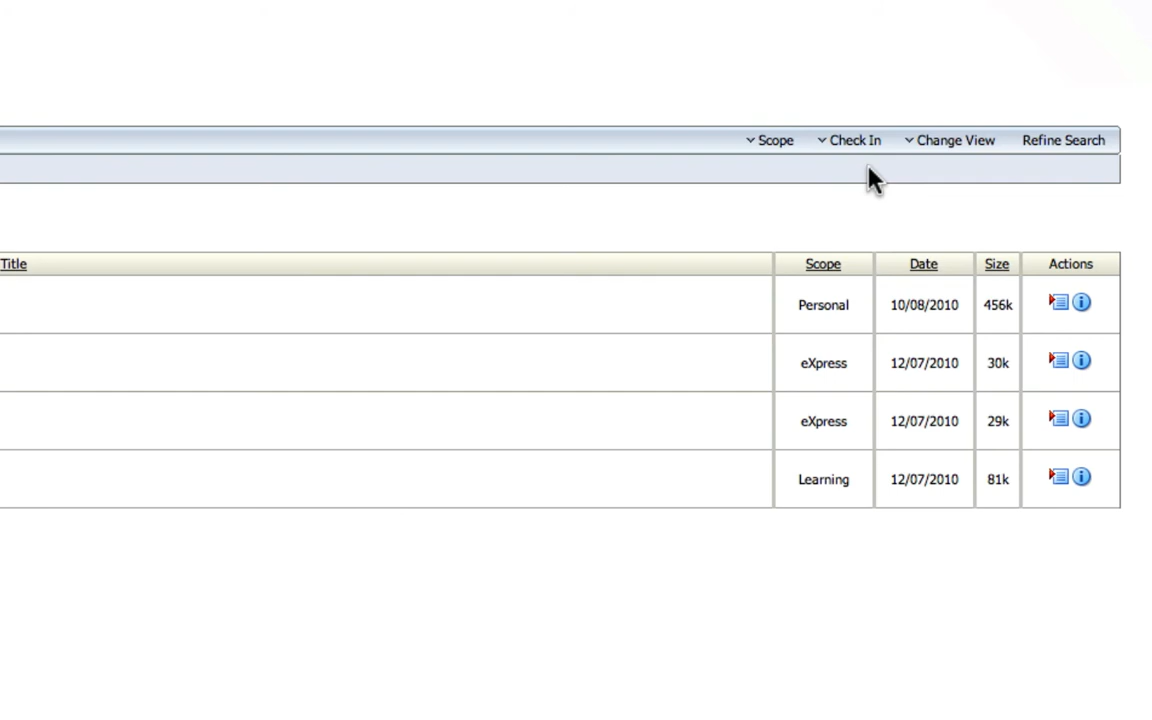 Scope Check In Change View Refine Search
Title Scope Date Size Actions
Personal 10/08/2010 456k
eXpress 12/07/2010 30k
eXpress 12/07/2010 29k
Learning 12/07/2010 81k